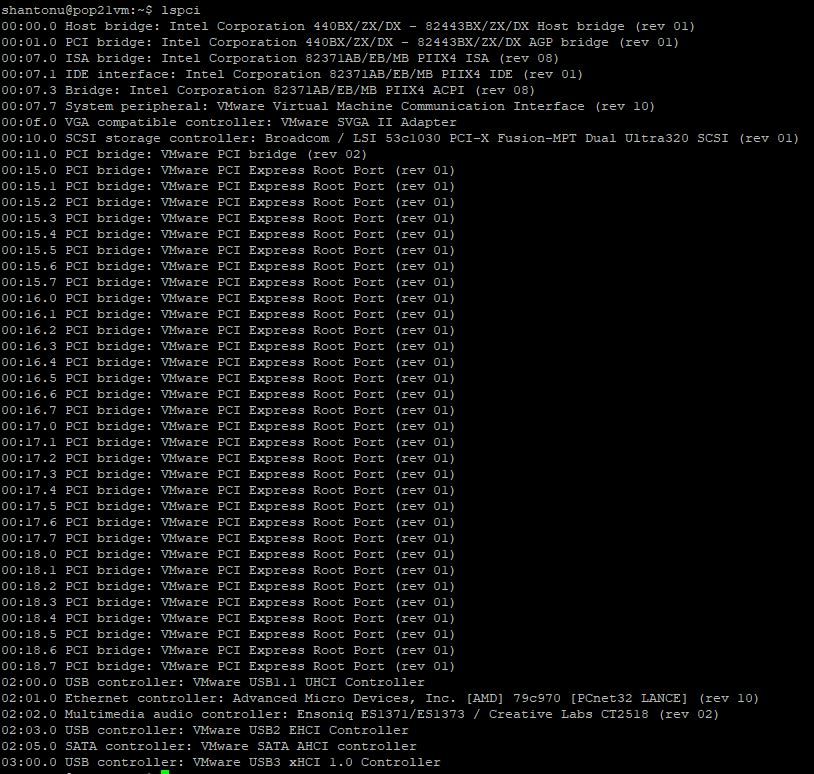 shantonu@pop21vm:~$ lspci
00:00.0 Host bridge: Intel Corporation 440BX/ZX/DX - 82443BX/ZX/DX Host bridge (rev 01)
00:01.0 PCI bridge: Intel Corporation 440BX/ZX/DX - 82443BX/ZX/DX AGP bridge (rev 01)
00:07.0 ISA bridge: Intel Corporation 82371AB/EB/MB PIIX4 ISA (rev 08)
00:07.1 IDE interface: Intel Corporation 82371AB/EB/MB PIIX4 IDE (rev 01)
00:07.3 Bridge: Intel Corporation 82371AB/EB/MB PIIX4 ACPI (rev 08)
00:07.7 System peripheral: VMware Virtual Machine Communication Interface (rev 10)
00:0f.0 VGA compatible controller: VMware SVGA II Adapter
00:10.0 SCSI storage controller: Broadcom / LSI 53c1030 PCI-X Fusion-MPT Dual Ultra320 SCSI (rev 01)
00:11.0 PCI bridge: VMware PCI bridge (rev 02)
00:15.0 PCI bridge: VMware PCI Express Root Port (rev 01)
00:15.1 PCI bridge: VMware PCI Express Root Port (rev 01)
00:15.2 PCI bridge: VMware PCI Express Root Port (rev 01)
00:15.3 PCI bridge: VMware PCI Express Root Port (rev 01)
00:15.4 PCI bridge: VMware PCI Express Root Port (rev 01)
00:15.5 PCI bridge: VMware PCI Express Root Port (rev 01)
00:15.6 PCI bridge: VMware PCI Express Root Port (rev 01)
00:15.7 PCI bridge: VMware PCI Express Root Port (rev 01)
00:16.0 PCI bridge: VMware PCI Express Root Port (rev 01)
00:16.1 PCI bridge: VMware PCI Express Root Port (rev 01)
00:16.2 PCI bridge: VMware PCI Express Root Port (rev 01)
00:16.3 PCI bridge: VMware PCI Express Root Port (rev 01)
00:16.4 PCI bridge: VMware PCI Express Root Port (rev 01)
00:16.5 PCI bridge: VMware PCI Express Root Port (rev 01)
00:16.6 PCI bridge: VMware PCI Express Root Port (rev 01)
00:16.7 PCI bridge: VMware PCI Express Root Port (rev 01)
00:17.0 PCI bridge: VMware PCI Express Root Port (rev 01)
00:17.1 PCI bridge: VMware PCI Express Root Port (rev 01)
00:17.2 PCI bridge: VMware PCI Express Root Port (rev 01)
00:17.3 PCI bridge: VMware PCI Express Root Port (rev 01)
00:17.4 PCI bridge: VMware PCI Express Root Port (rev 01)
00:17.5 PCI bridge: VMware PCI Express Root Port (rev 01)
00:17.6 PCI bridge: VMware PCI Express Root Port (rev 01)
00:17.7 PCI bridge: VMware PCI Express Root Port (rev 01)
00:18.0 PCI bridge: VMware PCI Express Root Port (rev 01)
00:18.1 PCI bridge: VMware PCI Express Root Port (rev 01)
00:18.2 PCI bridge: VMware PCI Express Root Port (rev 01)
00:18.3 PCI bridge: VMware PCI Express Root Port (rev 01)
00:18.4 PCI bridge: VMware PCI Express Root Port (rev 01)
00:18.5 PCI bridge: VMware PCI Express Root Port (rev 01)
00:18.6 PCI bridge: VMware PCI Express Root Port (rev 01)
00:18.7 PCI bridge: VMware PCI Express Root Port (rev 01)
02:00.0 USB controller: VMware USB1.1 UHCI Controller
02:01.0 Ethernet controller: Advanced Micro Devices, Inc. [AMD] 79c970 [PCnet32 LANCE] (rev 10)
02:02.0 Multimedia audio controller: Ensoniq ES1371/ES1373 / Creative Labs CT2518 (rev 02)
02:03.0 USB controller: VMware USB2 EHCI Controller
02:05.0 SATA controller: VMware SATA AHCI controller
03:00.0 USB controller: VMware USB3 xHCI 1.0 Controller